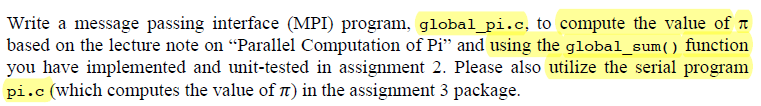 Write a message passing interface (MPI) program, global_pi.c, to compute the value of π
based on the lecture note on “Parallel Computation of Pi” and using the global_sum() function
you have implemented and unit-tested in assignment 2. Please also utilize the serial program
pi.c (which computes the value of π) in the assignment 3 package.